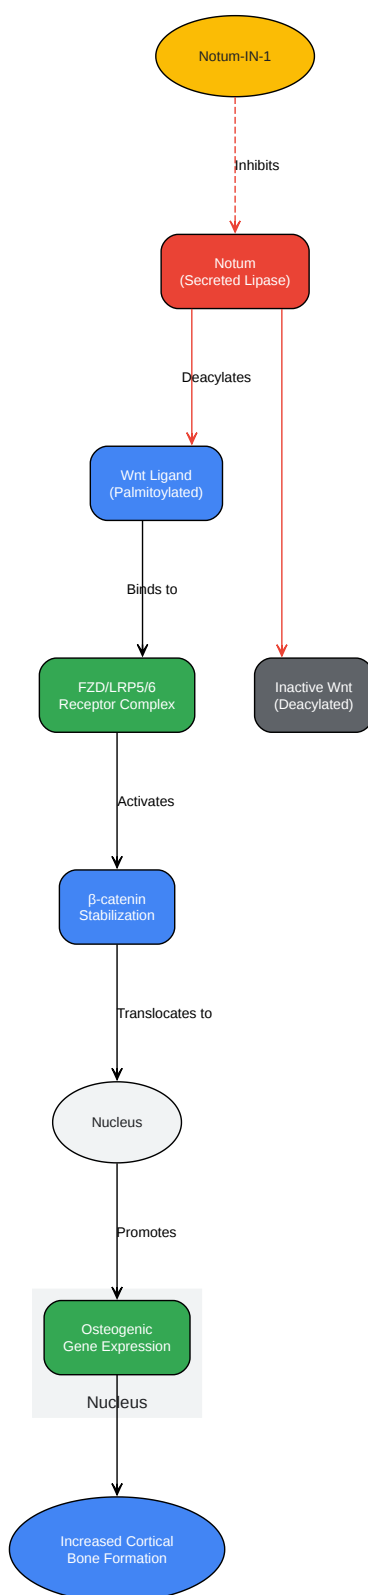 Notum-IN-1
Inhibits
Notum
(Secreted Lipase)
Deacylates
Wnt Ligand
(Palmitoylated)
Binds to
FZD/LRP5/6
Receptor Complex
Inactive Wnt
(Deacylated)
Activates
β-catenin
Stabilization
Translocates to
Nucleus
Promotes
Osteogenic
Gene Expression
Nucleus
Increased Cortical
Bone Formation